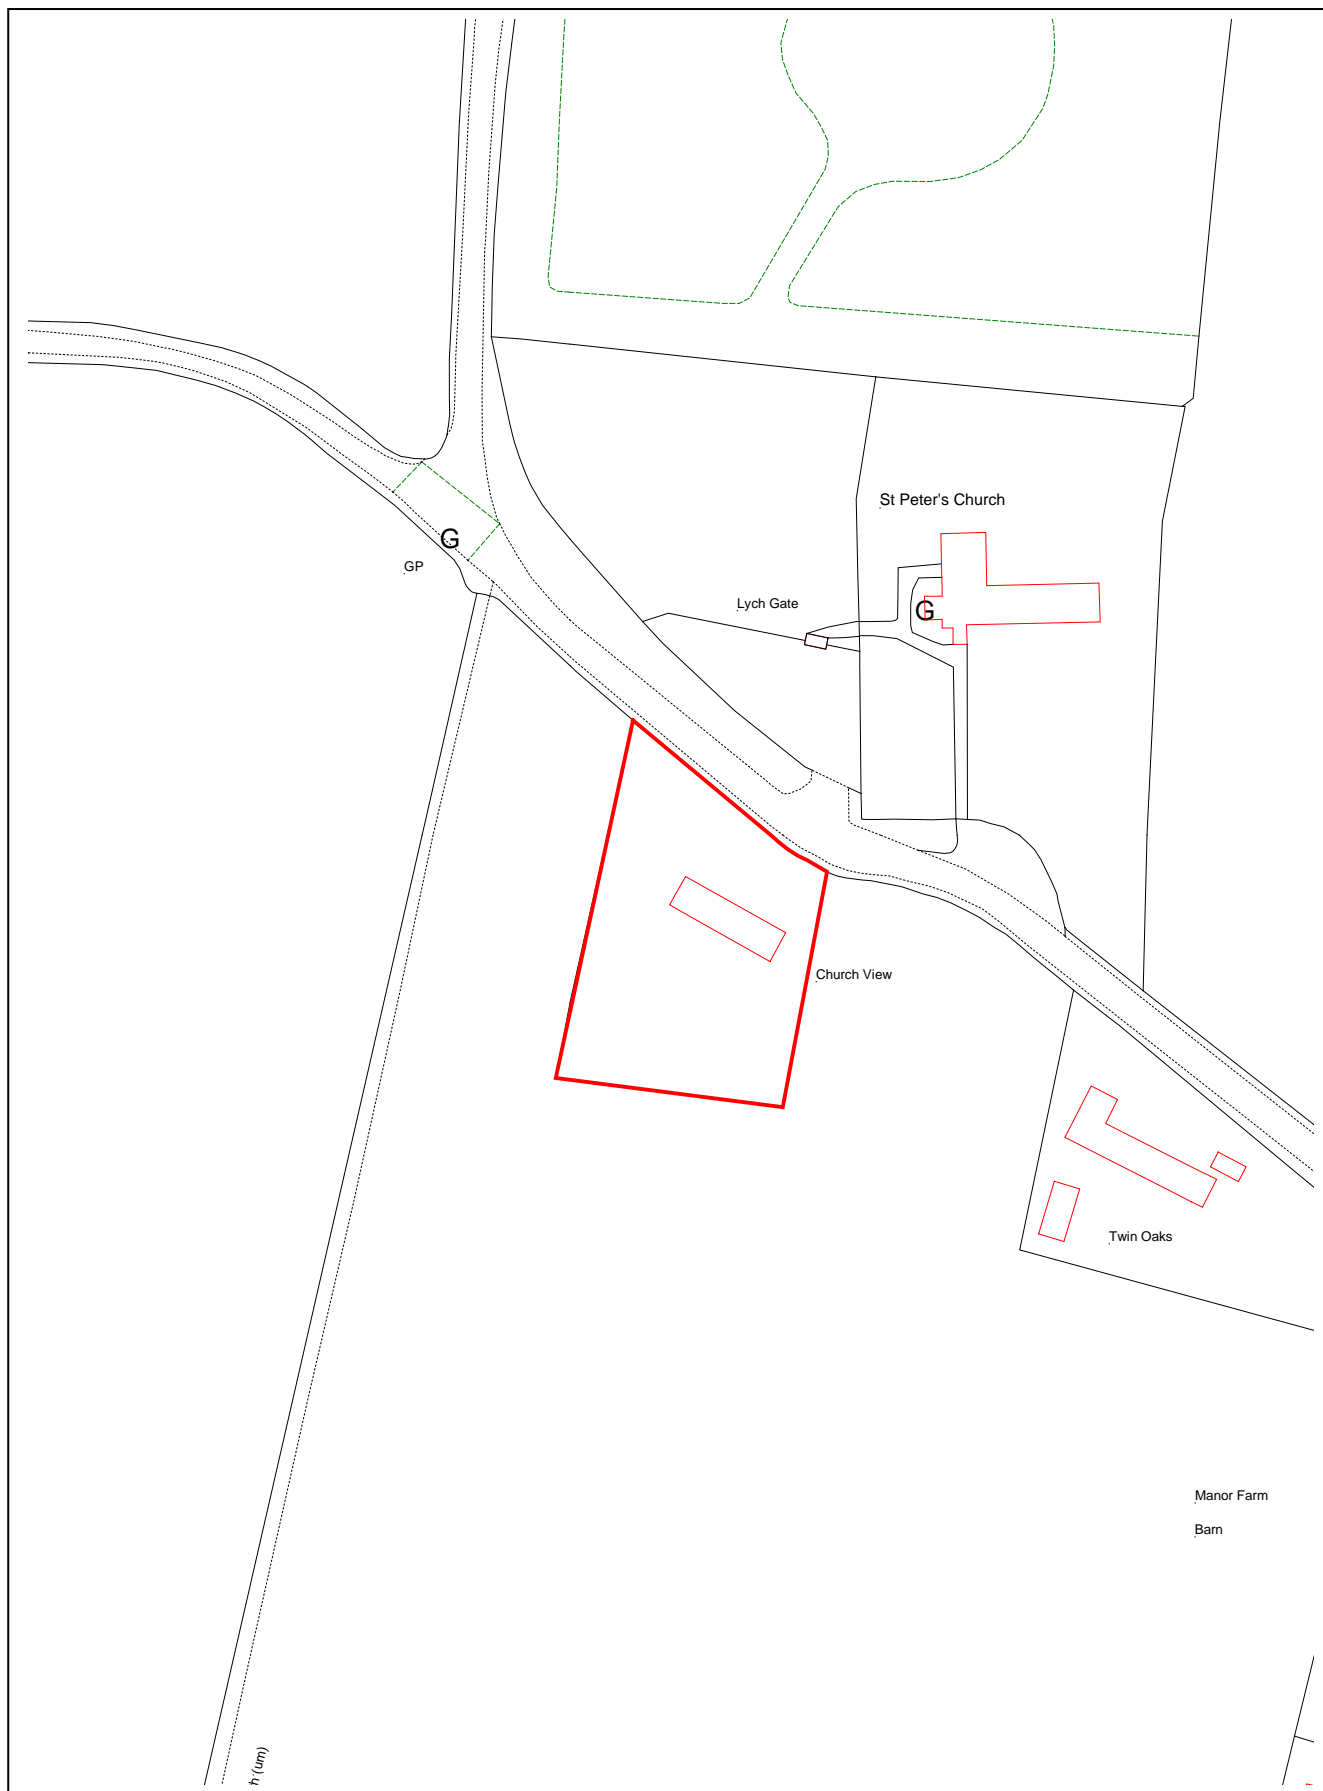 St Peter's Church
G
GP
Lych Gate
G
Church View
Twin Oaks
Manor Farm
Barn
(um)